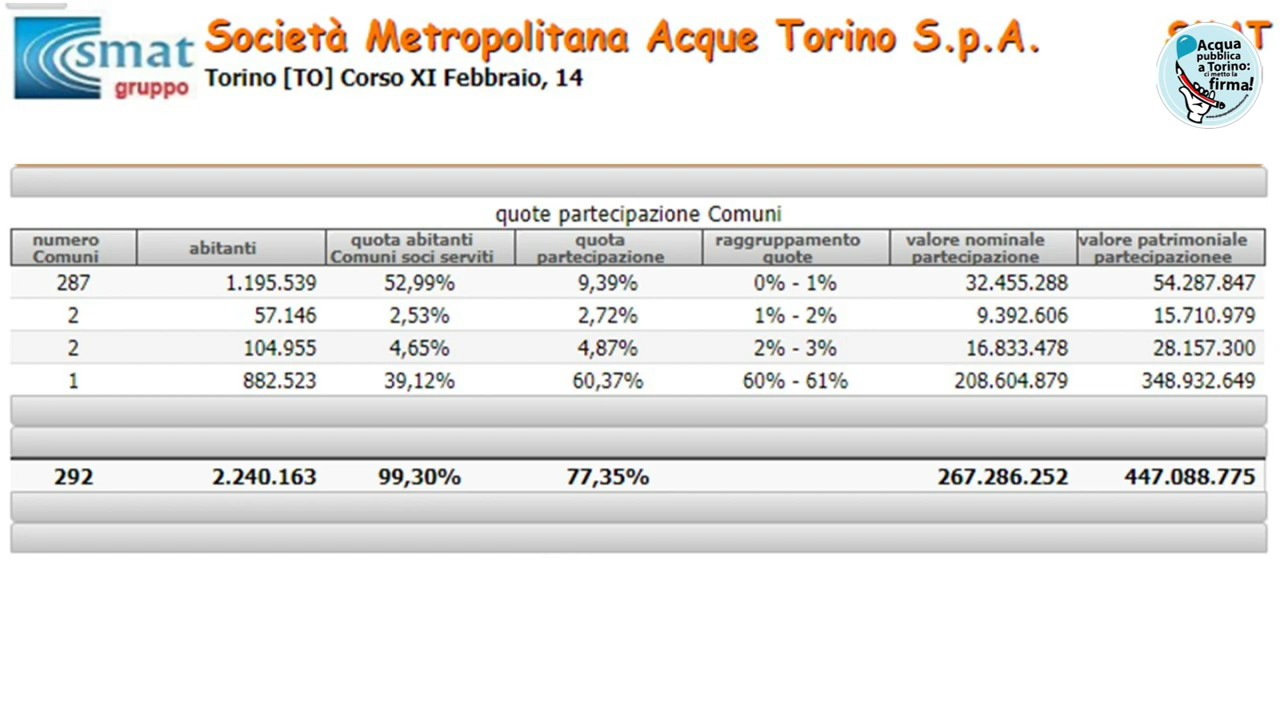 smat
gruppo
Società Metropolitana Acque Torino S.p.A.
Torino [TO] Corso XI Febbraio, 14
Acqua
pubblica
a Torino:
ci metto la
firma!
quote partecipazione Comuni
numero Comuni | abitanti | quota abitanti Comuni soci serviti | quota partecipazione | raggruppamento quote | valore nominale partecipazione | valore patrimoniale partecipazionee
287 1.195.539 52,99% 9,39% 0% - 1% 32.455.288 54.287.847
2 57.146 2,53% 2,72% 1% - 2% 9.392.606 15.710.979
2 104.955 4,65% 4,87% 2% - 3% 16.833.478 28.157.300
1 882.523 39,12% 60,37% 60% - 61% 208.604.879 348.932.649
292 2.240.163 99,30% 77,35% 267.286.252 447.088.775